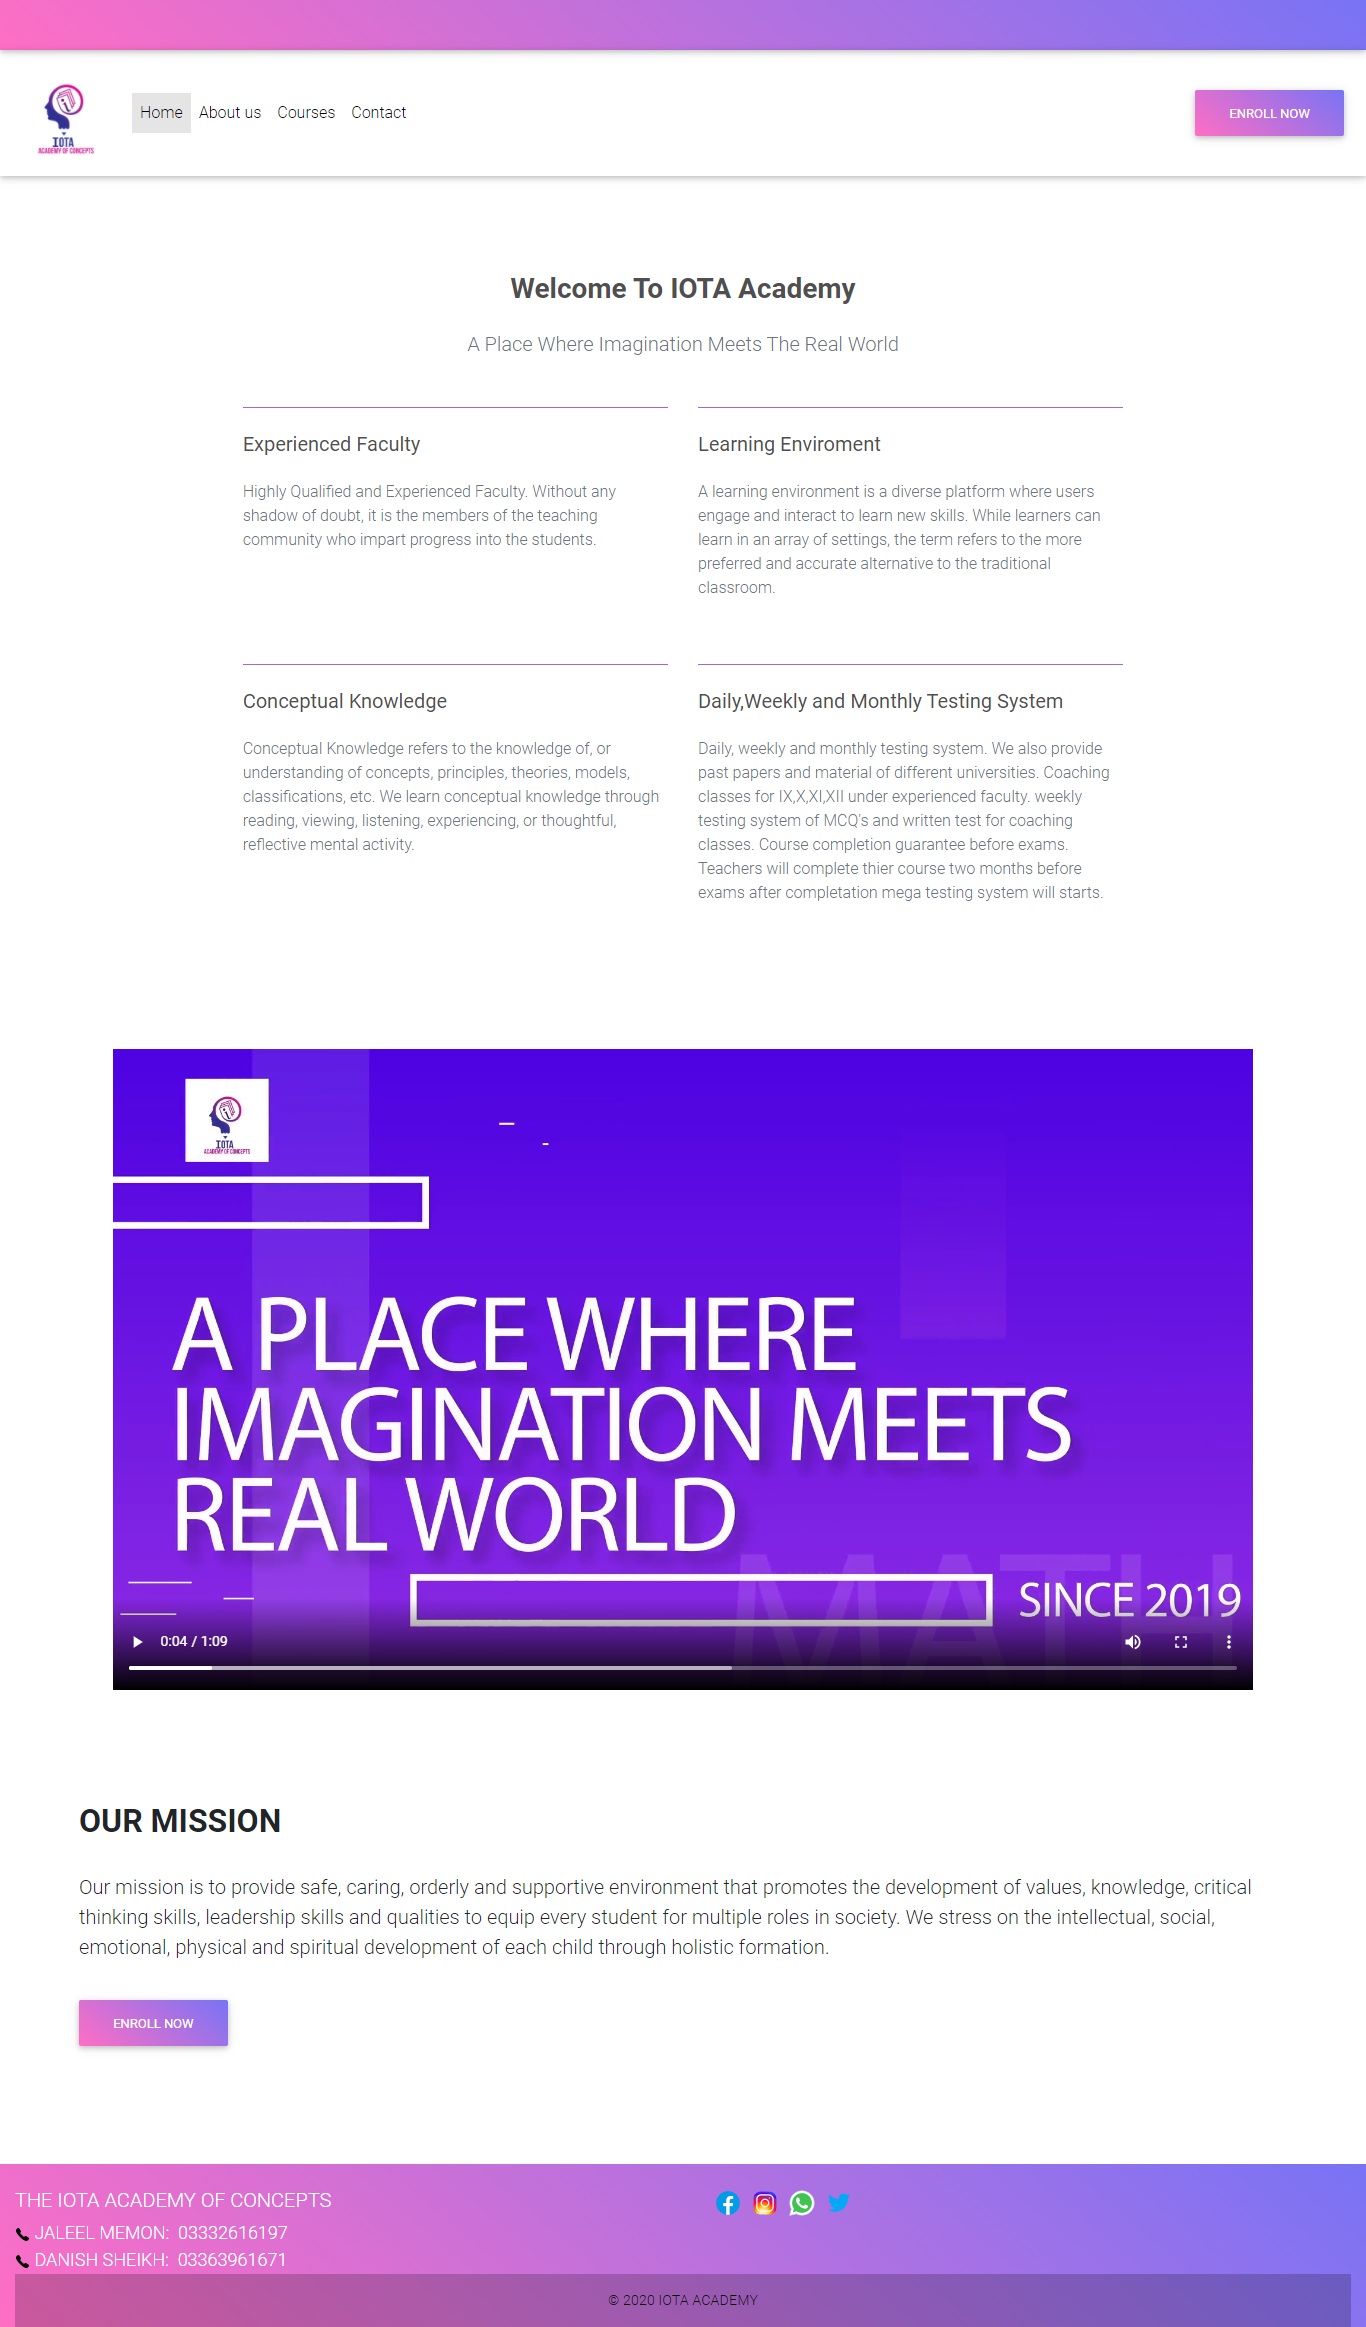 IOTA
ACADEMY OF CONCEPTS
Home
About us
Courses
Contact
ENROLL NOW
Welcome To IOTA Academy
A Place Where Imagination Meets The Real World
Experienced Faculty
Highly Qualified and Experienced Faculty. Without any
shadow of doubt, it is the members of the teaching
community who impart progress into the students.
Learning Enviroment
A learning environment is a diverse platform where users
engage and interact to learn new skills. While learners can
learn in an array of settings, the term refers to the more
preferred and accurate alternative to the traditional
classroom.
Conceptual Knowledge
Conceptual Knowledge refers to the knowledge of, or
understanding of concepts, principles, theories, models,
classifications, etc. We learn conceptual knowledge through
reading, viewing, listening, experiencing, or thoughtful,
reflective mental activity.
Daily,Weekly and Monthly Testing System
Daily, weekly and monthly testing system. We also provide
past papers and material of different universities. Coaching
classes for IX,X,XI,XII under experienced faculty. weekly
testing system of MCQ's and written test for coaching
classes. Course completion guarantee before exams.
Teachers will complete thier course two months before
exams after completation mega testing system will starts.
IOTA
ACADEMY OF CONCEPTS
A PLACE WHERE
IMAGINATION MEETS
REAL WORLD
MATH
SINCE 2019
0:04 / 1:09
OUR MISSION
Our mission is to provide safe, caring, orderly and supportive environment that promotes the development of values, knowledge, critical
thinking skills, leadership skills and qualities to equip every student for multiple roles in society. We stress on the intellectual, social,
emotional, physical and spiritual development of each child through holistic formation.
ENROLL NOW
THE IOTA ACADEMY OF CONCEPTS
JALEEL MEMON: 03332616197
DANISH SHEIKH: 03363961671
© 2020 IOTA ACADEMY